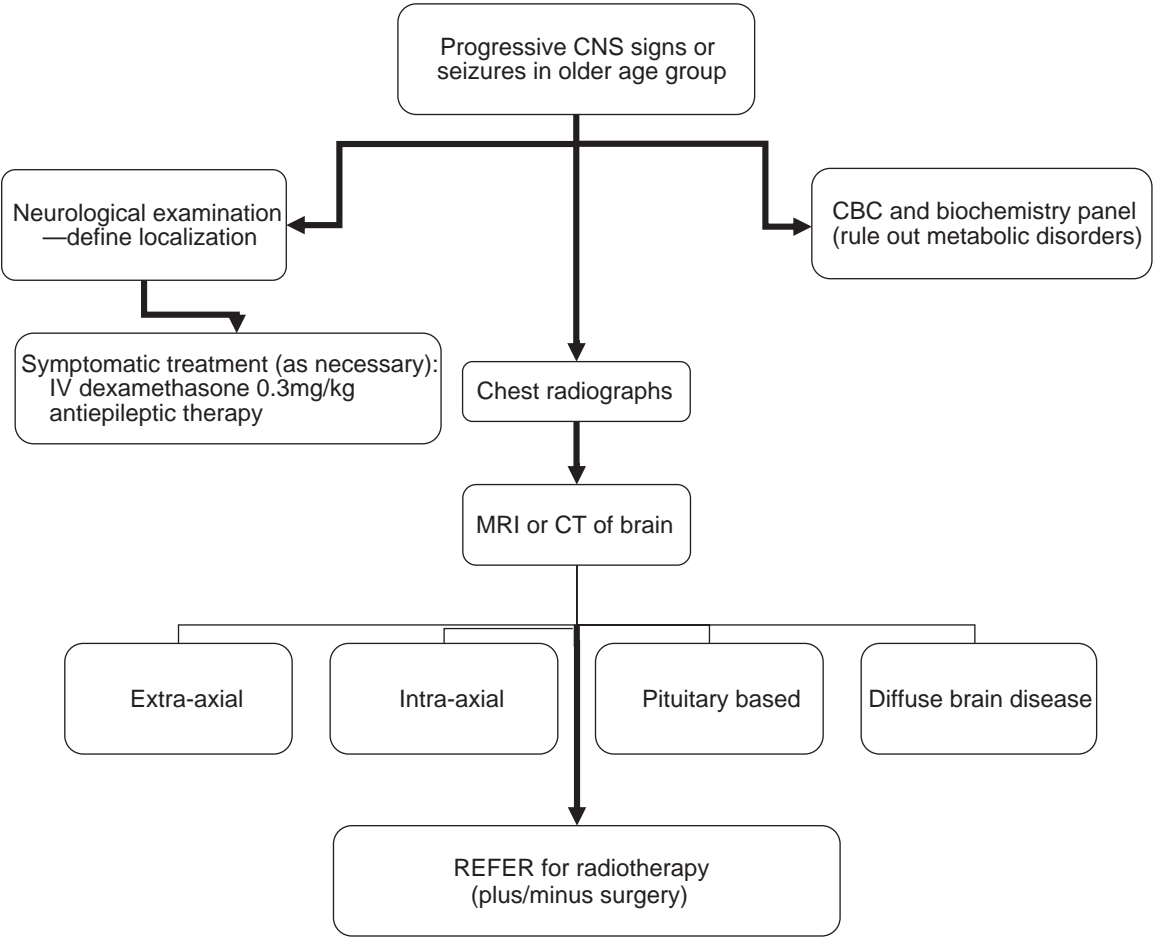 Progressive CNS signs or
seizures in older age group
Neurological examination
—define localization
CBC and biochemistry panel
(rule out metabolic disorders)
Symptomatic treatment (as necessary):
IV dexamethasone 0.3mg/kg
antiepileptic therapy
Chest radiographs
MRI or CT of brain
Extra-axial
Intra-axial
Pituitary based
Diffuse brain disease
REFER for radiotherapy
(plus/minus surgery)